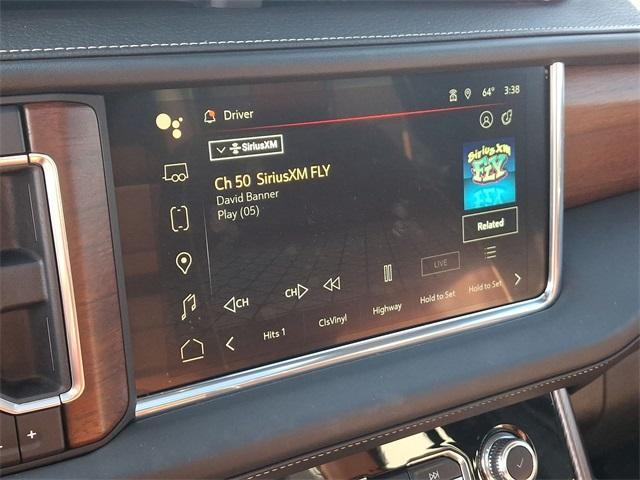 Driver
64° 3:38
SiriusXM
Ch 50 SiriusXM FLY
David Banner
Play (05)
SiriusXM
FLY
Related
LIVE
CH
CH
Hits 1
ClsVinyl
Highway
Hold to Set
Hold to Set
+